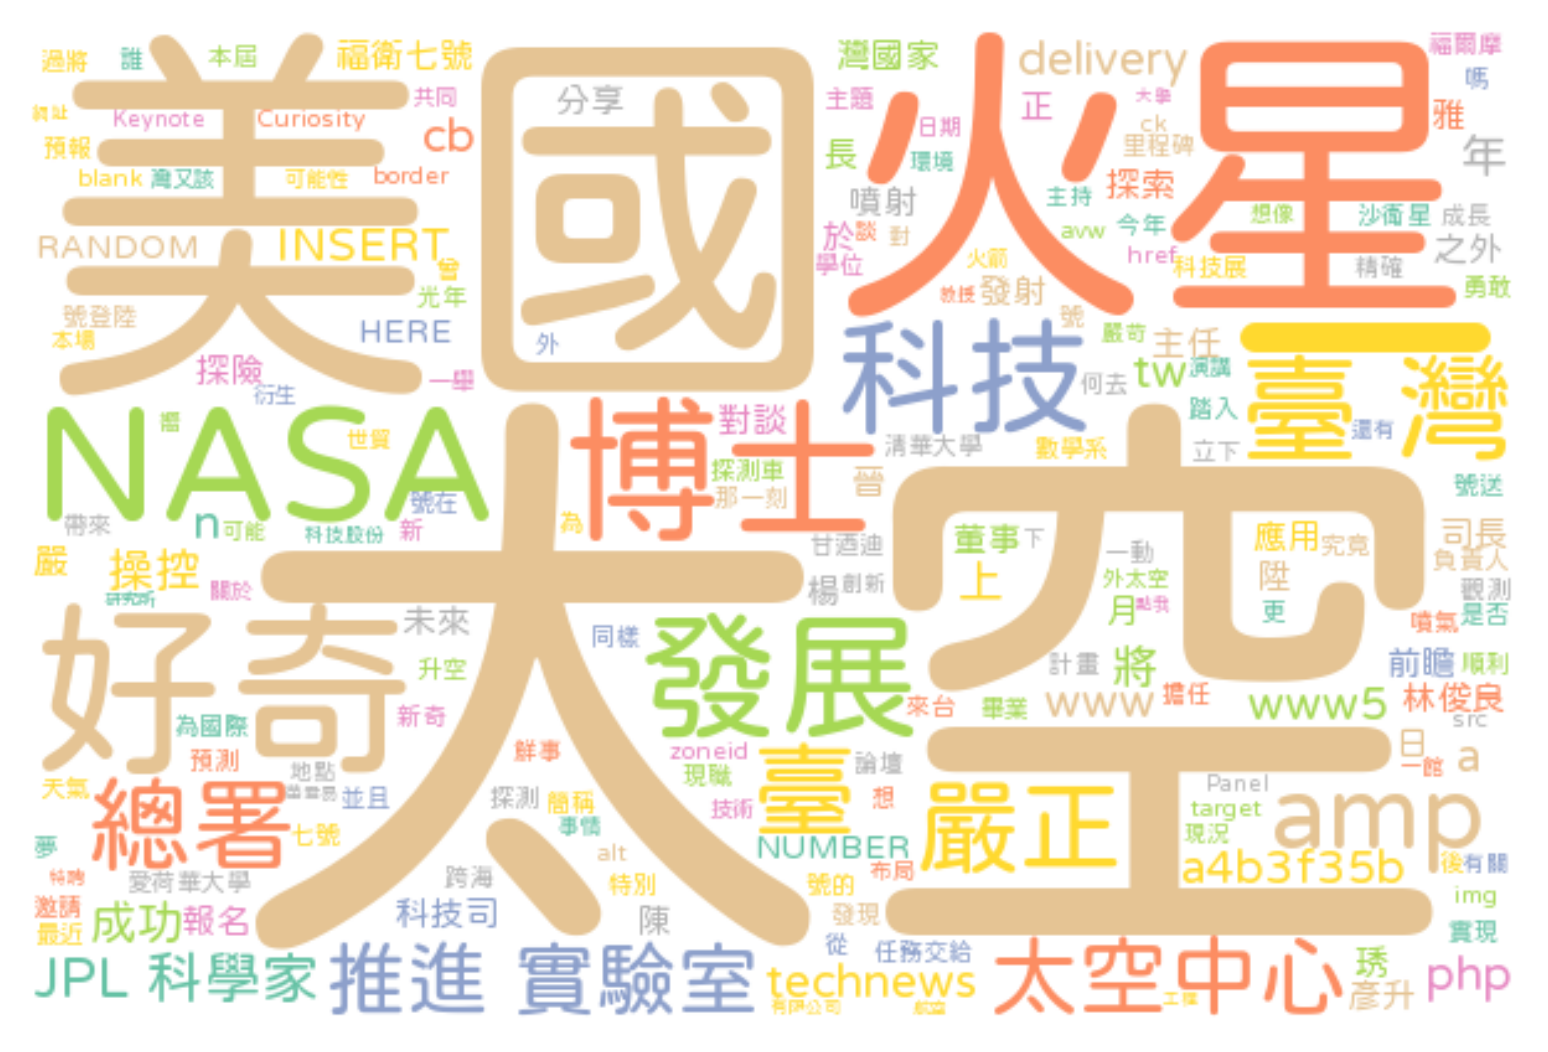 美國
火星
太空
NASA
博士
科技
一
臺灣
好奇
發展
總署
臺
嚴正
amp
推進 實驗室
太空中心
JPL 科學家
technews
php
a4b3f35b
www5
www
成功
報名
INSERT
RANDOM
HERE
NUMBER
delivery
福衛七號
過將
誰
本屆
共同
Keynote
Curiosity
cb
預報
blank
灣又該
可能性
border
曾
光年
號登陸
本場
探險
衍生
一舉
外
分享
灣國家
主題
日期
正
大學
ck
里程碑
長
環境
噴射
主持
探索
於
談
對
學位
avw
今年
href
火箭
教授
發射
號
科技展
想像
沙衛星
成長
精確
之外
勇敢
福爾摩
嗎
雅
年
嚴苛
主任
tw
演講
何去
踏入
還有
清華大學
數學系
立下
對談
探測車
那一刻
晉
世貿
號在
帶來
n
可能
科技股份
新
為
嚴
操控
研究所
關於
未來
升空
同樣
新奇
為國際
預測
地點
天氣
並且
七號
鮮事
探測
簡稱
事情
zoneid
現職
技術
論壇
想
布局
來台
畢業
擔任
計畫
將
月
點我
外太空
一動
董事
下
上
楊
創新
應用
究竟
陞
更
號送
司長
負責人
觀測
是否
噴氣
前瞻
順利
林俊良
src
日
一館
a
Panel
target
現況
後
有關
img
實現
夢
特聘
愛荷華大學
邀請
最近
跨海
科技司
alt
特別
陳
號的
發現
從
任務交給
有限公司
航空
工程
琇
彥升